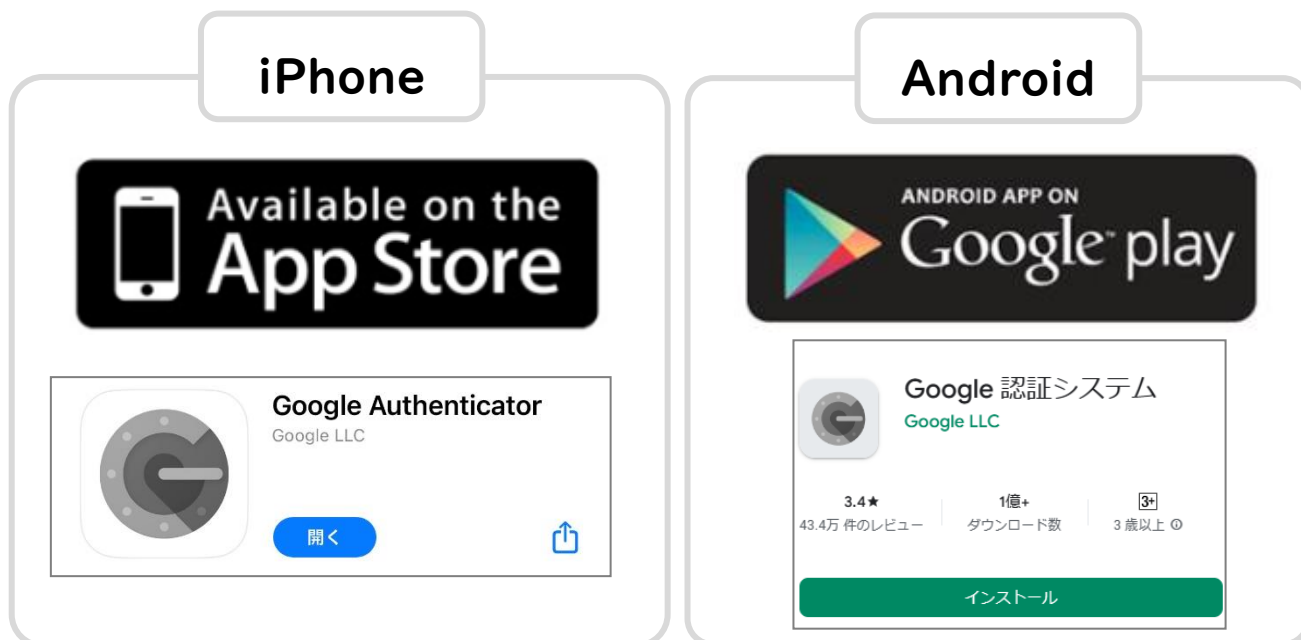 iPhone
Available on the
App Store
Google Authenticator
Google LLC
開く
Android
ANDROID APP ON
Google™ play
Google 認証システム
Google LLC
3.4★ 1億+ 3+
43.4万 件のレビュー ダウンロード数 3 歳以上
インストール